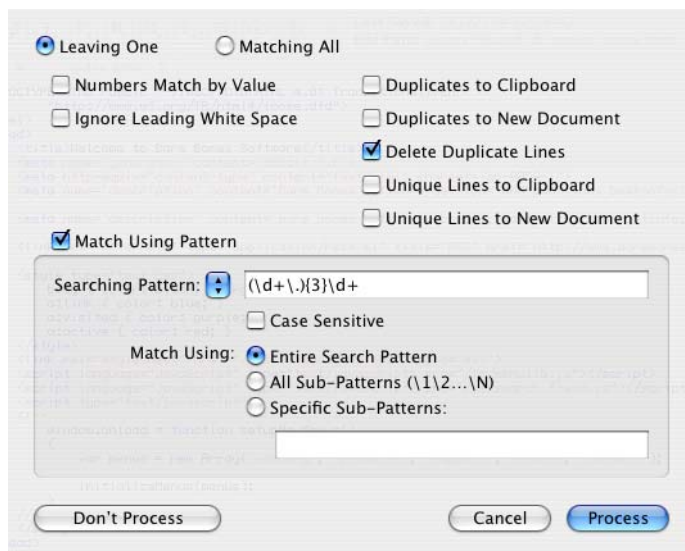 Leaving One
Matching All
Numbers Match by Value
Duplicates to Clipboard
Ignore Leading White Space
Duplicates to New Document
Delete Duplicate Lines
Unique Lines to Clipboard
Unique Lines to New Document
Match Using Pattern
Searching Pattern:
(\d+\.){3}\d+
Case Sensitive
Match Using:
Entire Search Pattern
All Sub-Patterns (\1\2...\N)
Specific Sub-Patterns:
Don't Process
Cancel
Process